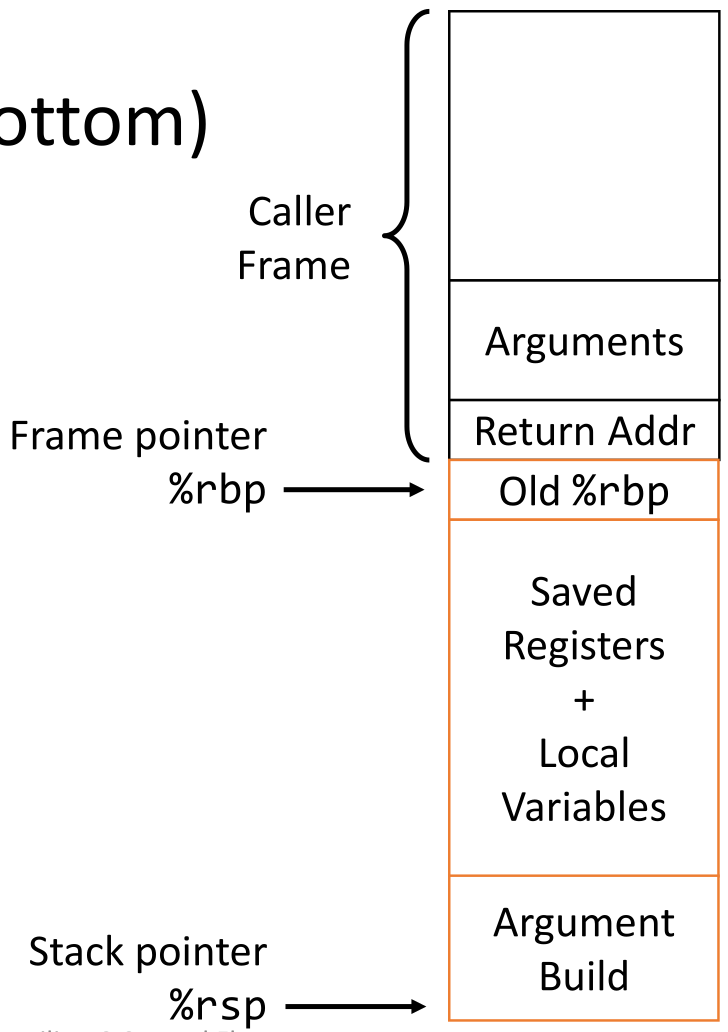 ottom)
Caller
Frame
Arguments
Return Addr
Frame pointer
%rbp
Old %rbp
Saved
Registers
+
Local
Variables
Argument
Build
Stack pointer
%rsp